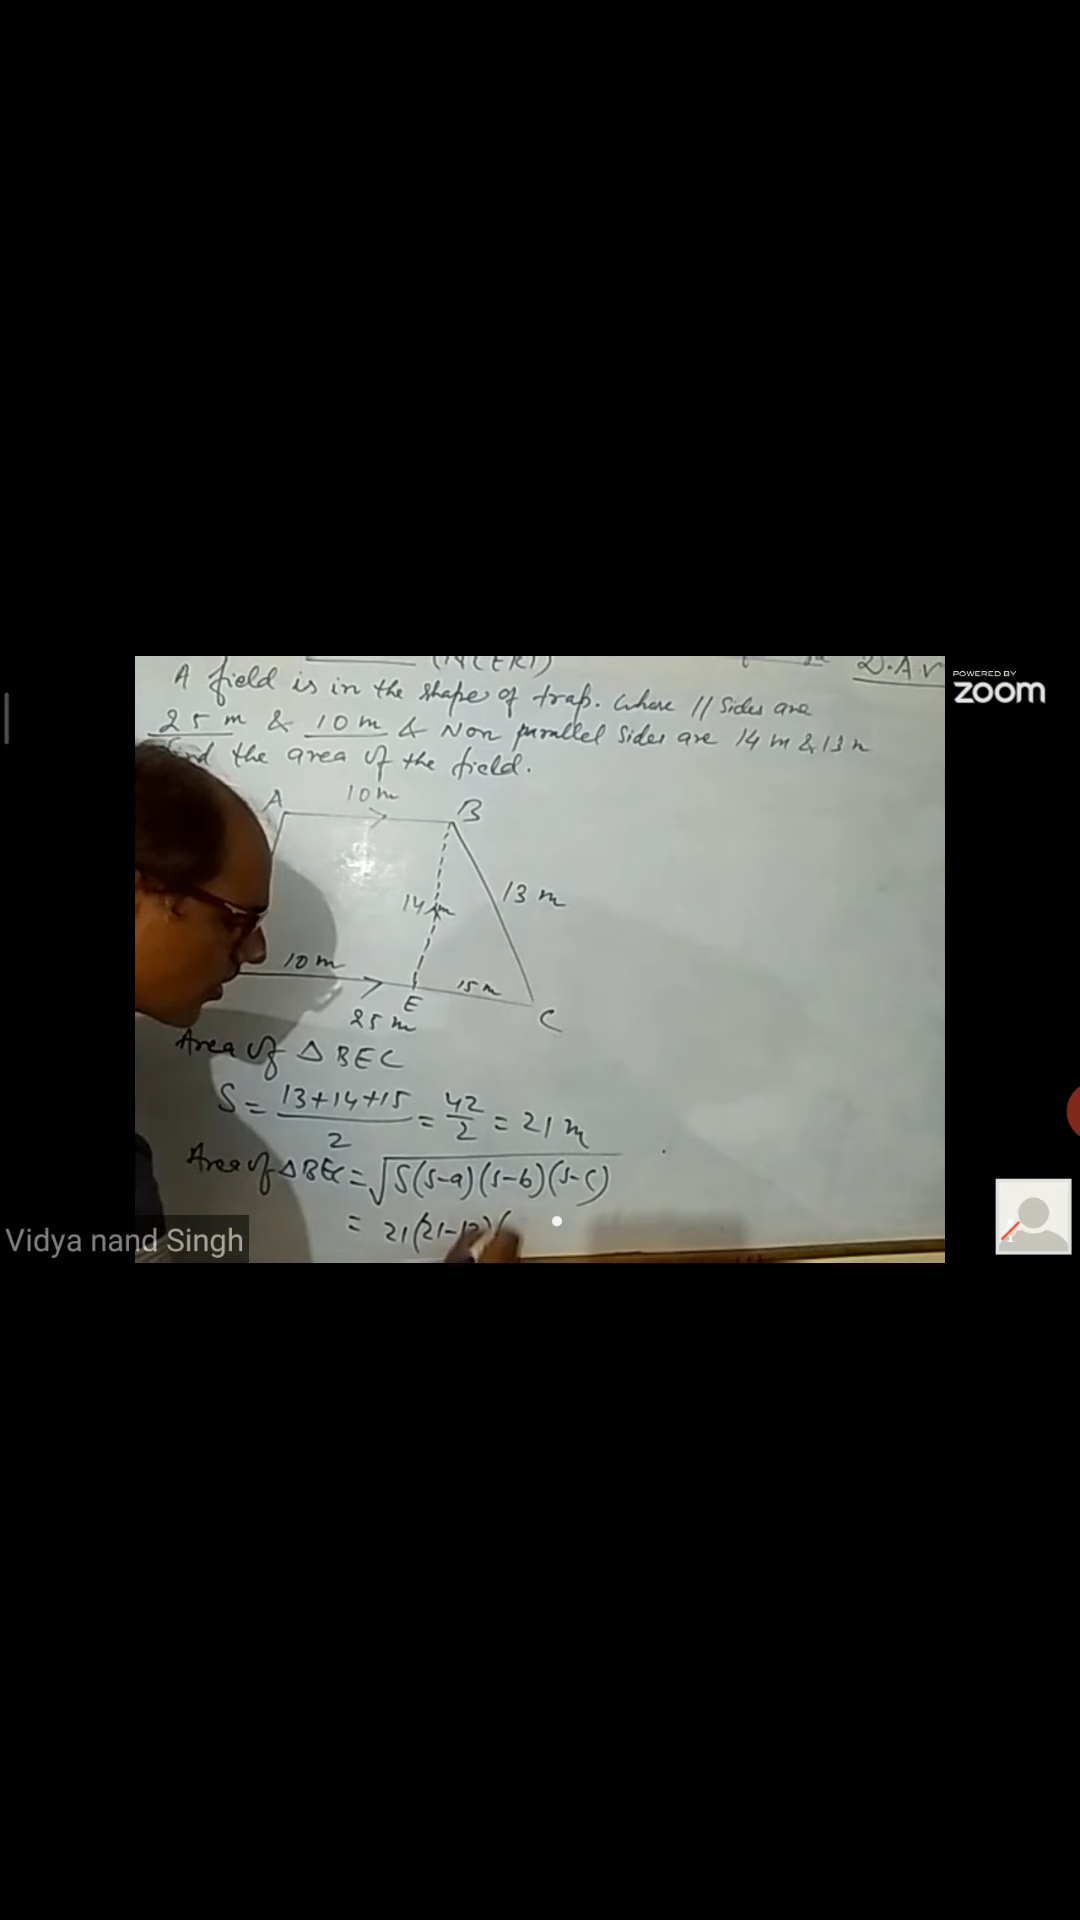 (NCERT) D.A.V
A field is in the shape of trap. whose // sides are
25 m & 10 m & Non parallel sides are 14 m & 13 m
the area of the field.
A 10 m B
14 m 13 m
10 m 15 m
E C
25 m
Area of Δ BEC
S = 13+14+15/2 = 42/2 = 21 m
Area of Δ BEC = √S(S-a)(S-b)(S-c)
= 21(21-13)(
POWERED BY
zoom
Vidya nand Singh